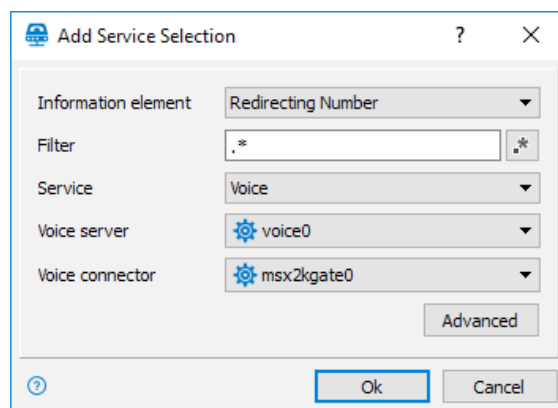 Add Service Selection ?
Information element Redirecting Number
Filter .* .*
Service Voice
Voice server voice0
Voice connector msx2kgate0
Advanced
? Ok Cancel